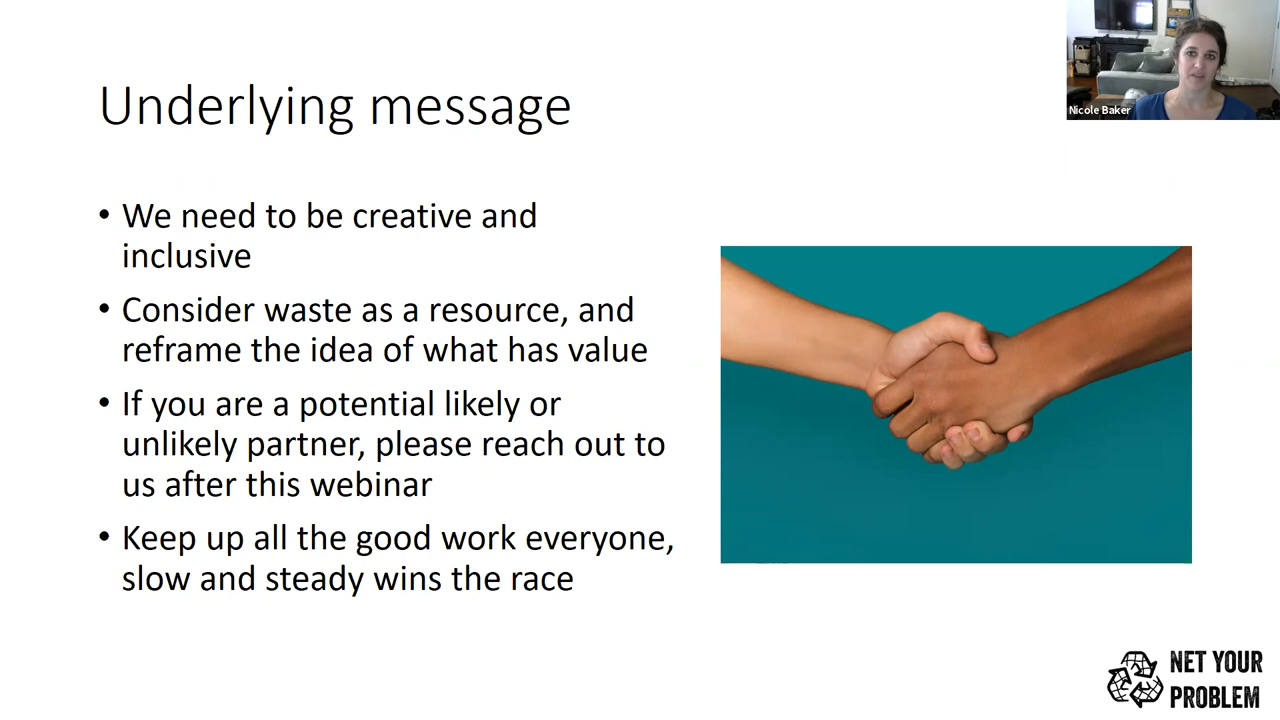 Nicole Baker
Underlying message
• We need to be creative and
inclusive
• Consider waste as a resource, and
reframe the idea of what has value
• If you are a potential likely or
unlikely partner, please reach out to
us after this webinar
• Keep up all the good work everyone,
slow and steady wins the race
NET YOUR
PROBLEM